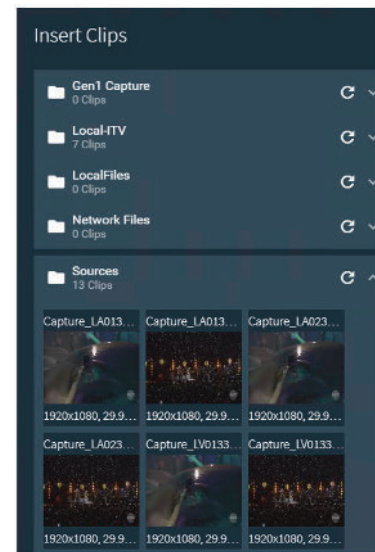 Insert Clips
Gen1 Capture
0 Clips
Local-ITV
7 Clips
LocalFiles
0 Clips
Network Files
0 Clips
Sources
13 Clips
Capture_LA013... Capture_LA013... Capture_LA023...
1920x1080, 29.9... 1920x1080, 29.9... 1920x1080, 29.9...
Capture_LA023... Capture_LV0133... Capture_LV0133...
1920x1080, 29.9... 1920x1080, 29.9... 1920x1080, 29.9...